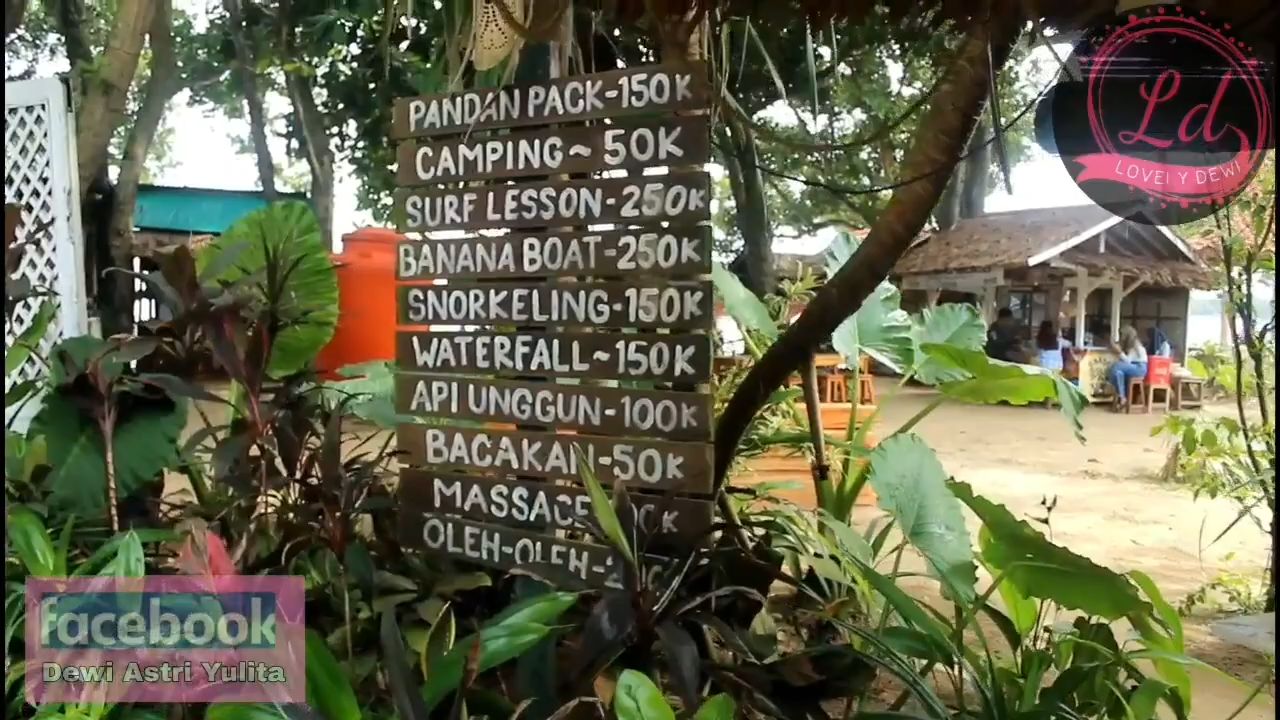 PANDAN PACK-150K
CAMPING~50K
SURF LESSON-250K
BANANA BOAT-250K
SNORKELING-150K
WATERFALL~150K
API UNGGUN-100K
BACAKAN-50K
MASSAGE
OLEH-OLEH-
Ld
LOVELY DEWI
facebook
Dewi Astri Yulita